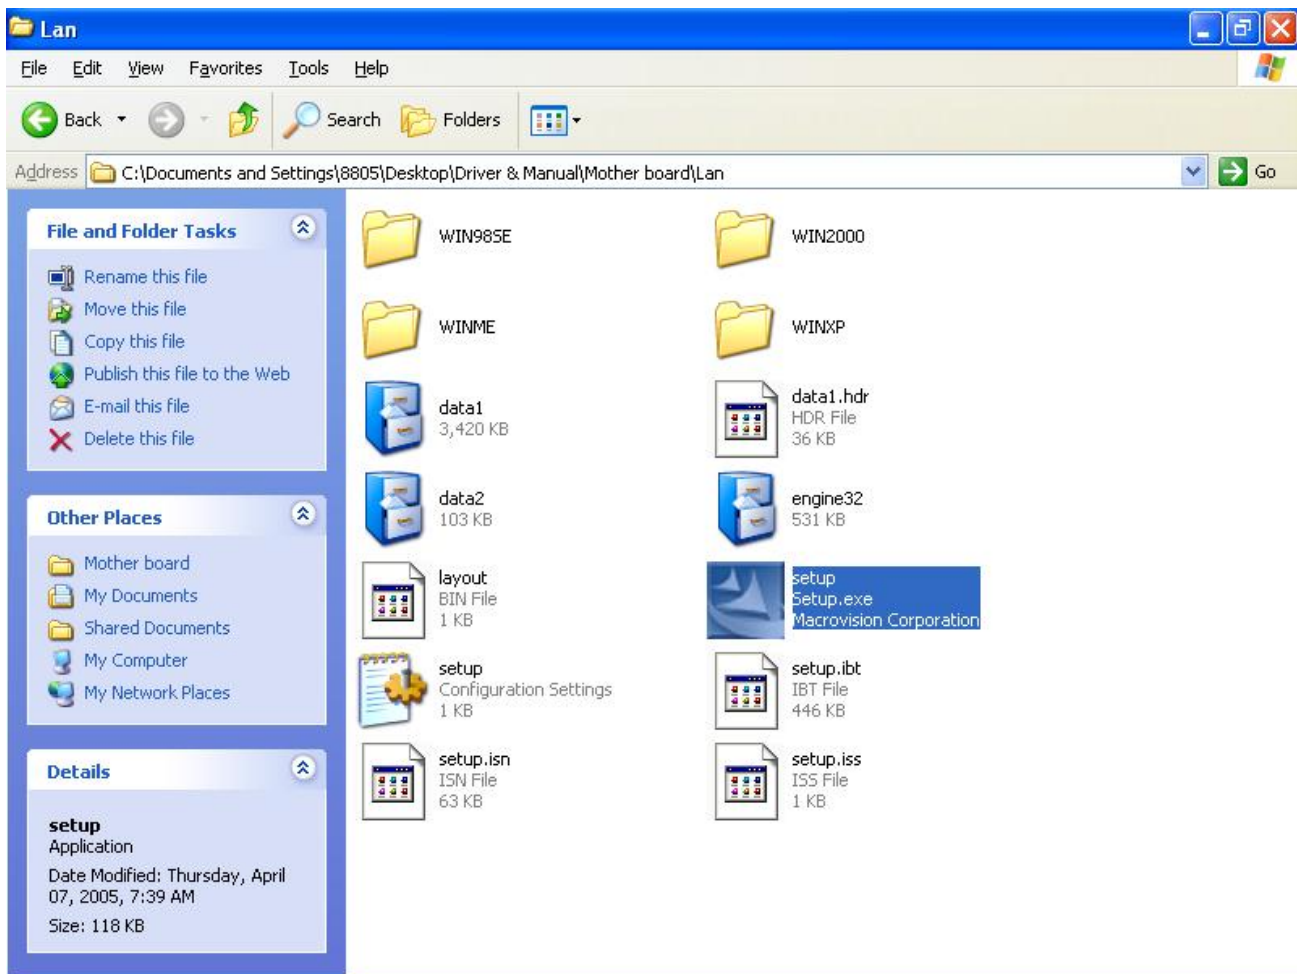 Lan
File Edit View Favorites Tools Help
Back Search Folders
Address C:\Documents and Settings\8805\Desktop\Driver & Manual\Mother board\Lan Go
File and Folder Tasks
Rename this file
Move this file
Copy this file
Publish this file to the Web
E-mail this file
Delete this file
Other Places
Mother board
My Documents
Shared Documents
My Computer
My Network Places
Details
setup
Application
Date Modified: Thursday, April
07, 2005, 7:39 AM
Size: 118 KB
WIN98SE
WIN2000
WINME
WINXP
data1
3,420 KB
data1.hdr
HDR File
36 KB
data2
103 KB
engine32
531 KB
layout
BIN File
1 KB
setup
Setup.exe
Macrovision Corporation
setup
Configuration Settings
1 KB
setup.ibt
IBT File
446 KB
setup.isn
ISN File
63 KB
setup.iss
ISS File
1 KB